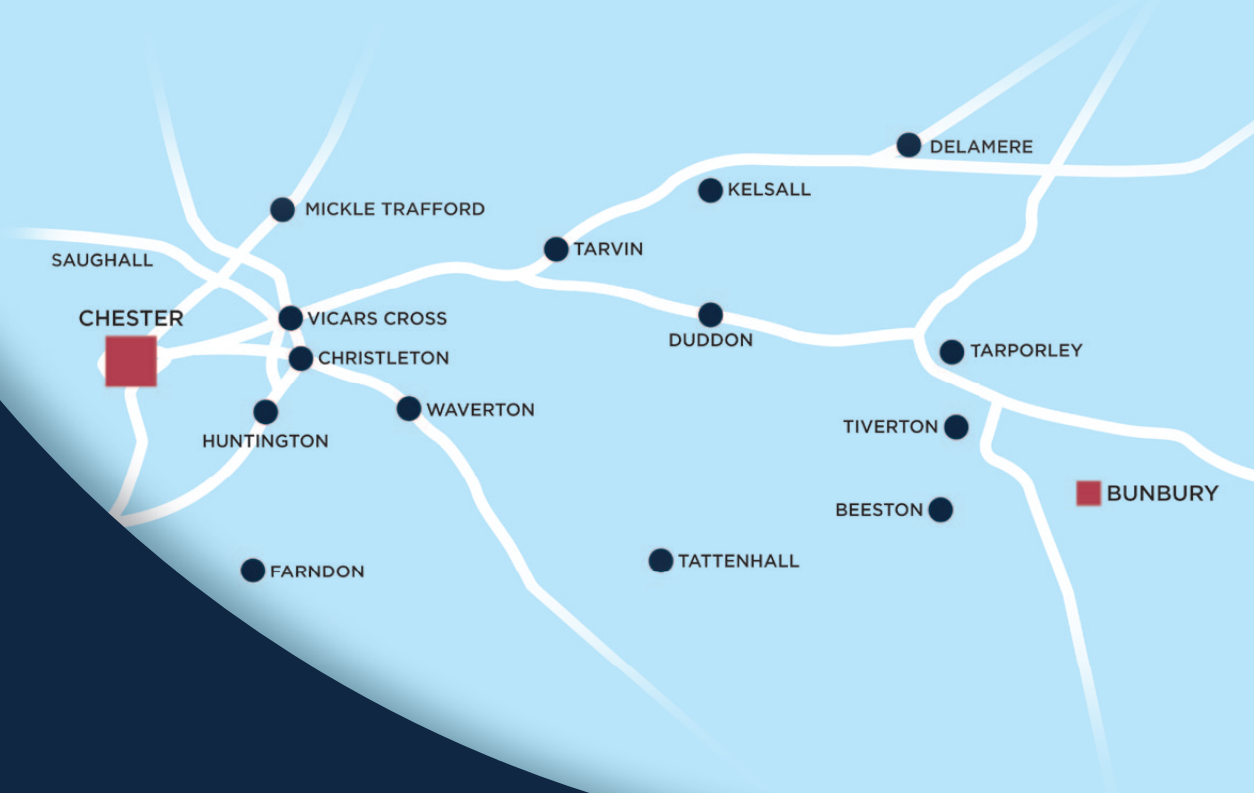 DELAMERE
KELSALL
MICKLE TRAFFORD
TARVIN
SAUGHALL
CHESTER
VICARS CROSS
DUDDON
TARPORLEY
CHRISTLETON
WAVERTON
TIVERTON
HUNTINGTON
BUNBURY
BEESTON
TATTENHALL
FARNDON